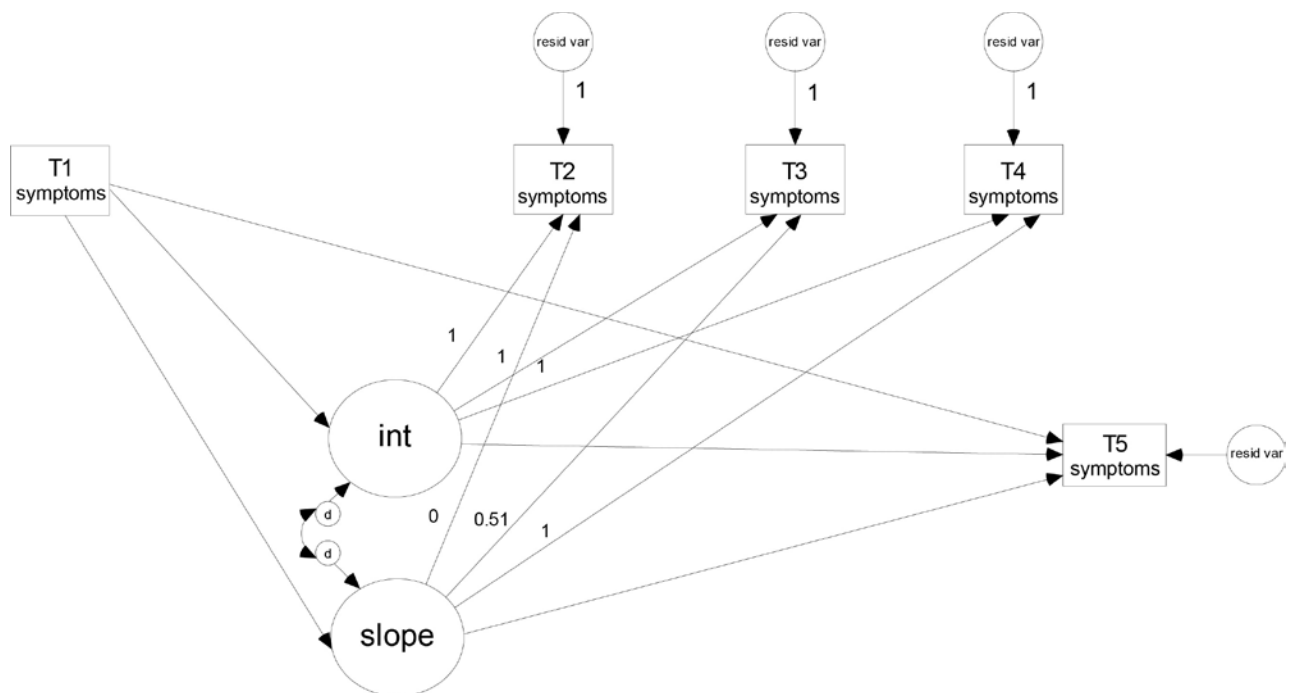 resid var
resid var
resid var
1
1
1
T1
symptoms
T2
symptoms
T3
symptoms
T4
symptoms
1
1
1
int
T5
symptoms
resid var
d
0
0.51
1
d
slope